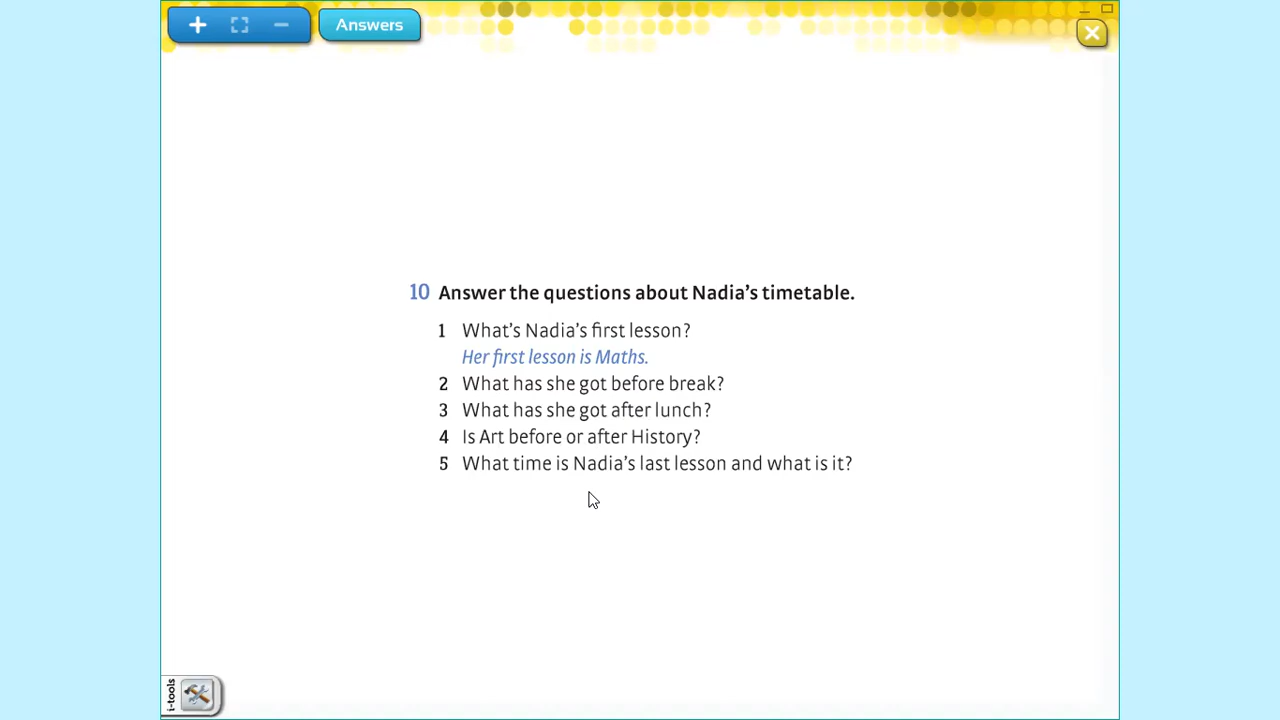 Answers
10 Answer the questions about Nadia's timetable.
1 What's Nadia's first lesson?
Her first lesson is Maths.
2 What has she got before break?
3 What has she got after lunch?
4 Is Art before or after History?
5 What time is Nadia's last lesson and what is it?
i-tools